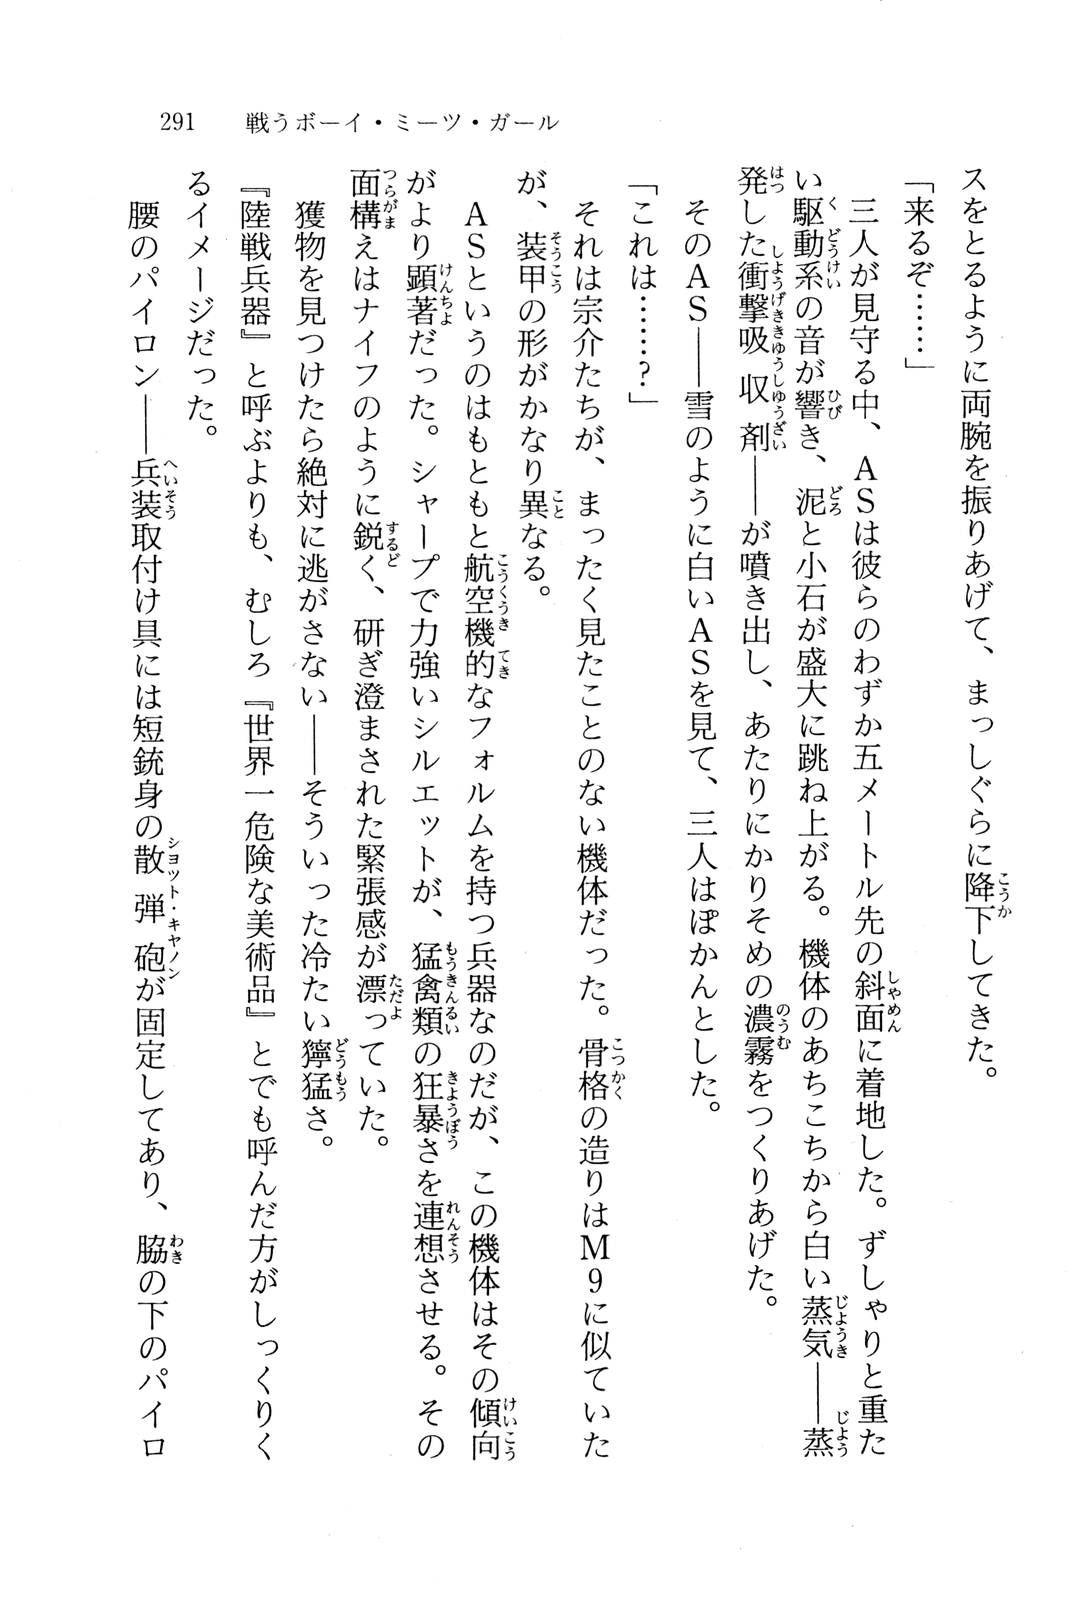 291　戦うボーイ・ミーツ・ガール
スをとるように両腕を振りあげて、まっしぐらに降下してきた。
「来るぞ……」
　三人が見守る中、ASは彼らのわずか五メートル先の斜面に着地した。ずしゃりと重た
い駆動系の音が響き、泥と小石が盛大に跳ね上がる。機体のあちこちから白い蒸気――蒸
発した衝撃吸収剤――が噴き出し、あたりにかりそめの濃霧をつくりあげた。
　そのAS――雪のように白いASを見て、三人はぽかんとした。
「これは……？」
　それは宗介たちが、まったく見たことのない機体だった。骨格の造りはM9に似ていた
が、装甲の形がかなり異なる。
　ASというのはもともと航空機的なフォルムを持つ兵器なのだが、この機体はその傾向
がより顕著だった。シャープで力強いシルエットが、猛禽類の狂暴さを連想させる。その
面構えはナイフのように鋭く、研ぎ澄まされた緊張感が漂っていた。
　獲物を見つけたら絶対に逃がさない――そういった冷たい獰猛さ。
『陸戦兵器』と呼ぶよりも、むしろ『世界一危険な美術品』とでも呼んだ方がしっくりく
るイメージだった。
　腰のパイロン――兵装取付け具には短銃身の散弾砲が固定してあり、脇の下のパイロ